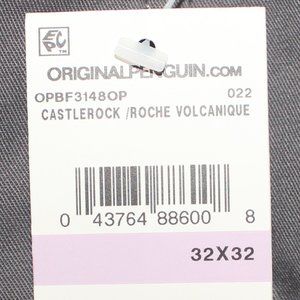 ORIGINALPENGUIN.COM
OPBF3148OP 022
CASTLEROCK /ROCHE VOLCANIQUE
0 43764 88600 8
32X32